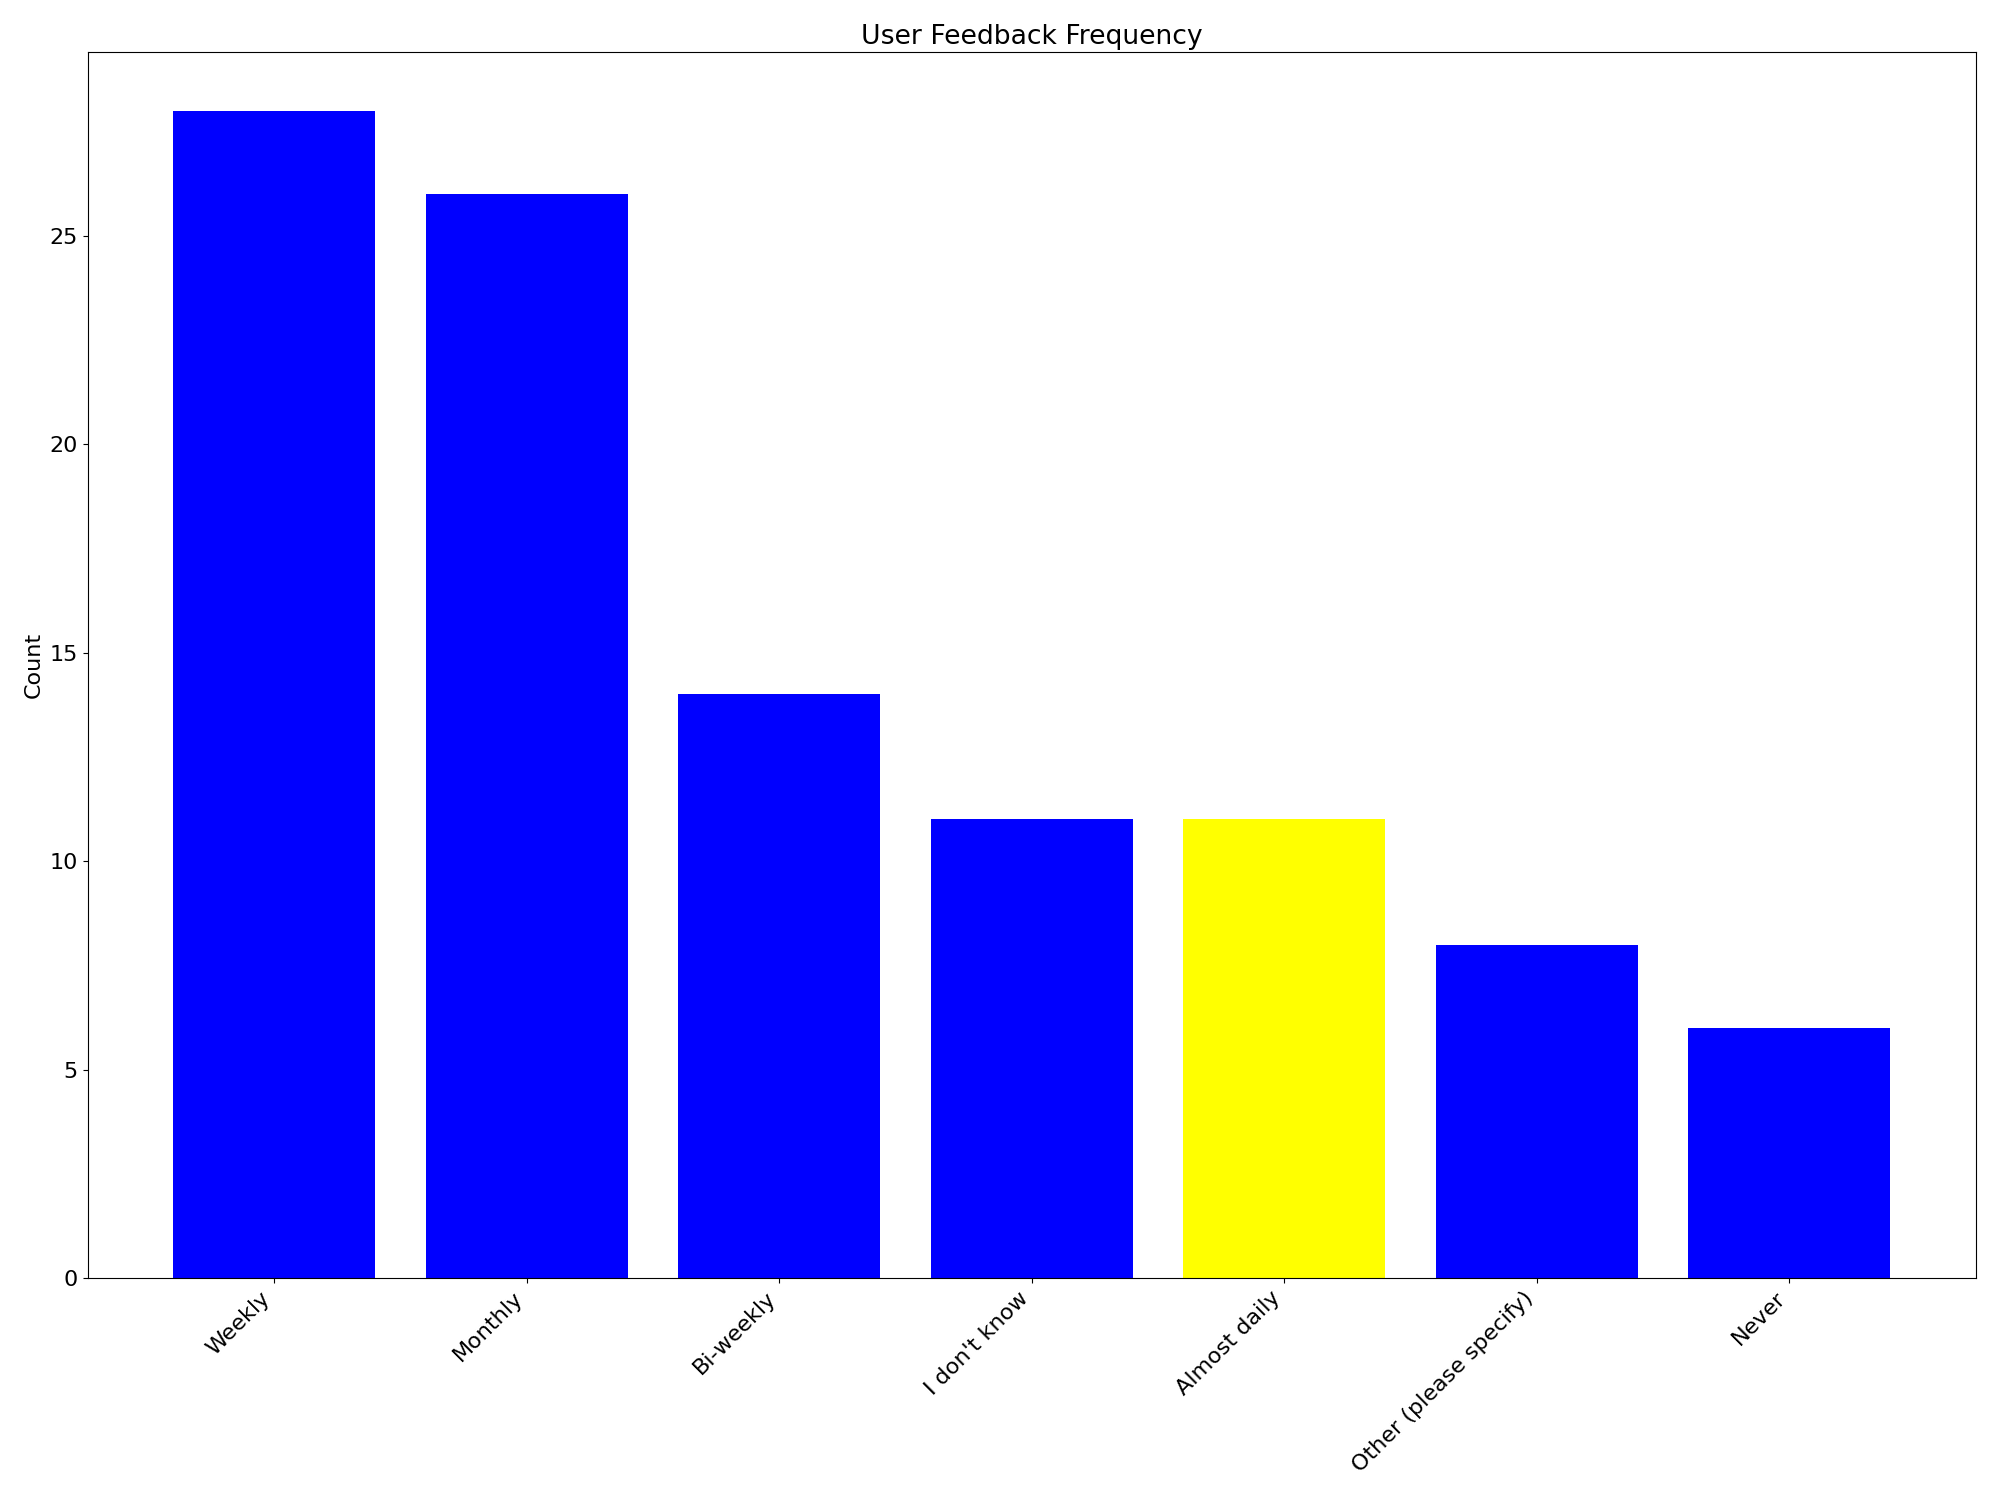 User Feedback Frequency
Count
25
20
15
10
5
0
Weekly
Monthly
Bi-weekly
I don't know
Almost daily
Other (please specify)
Never